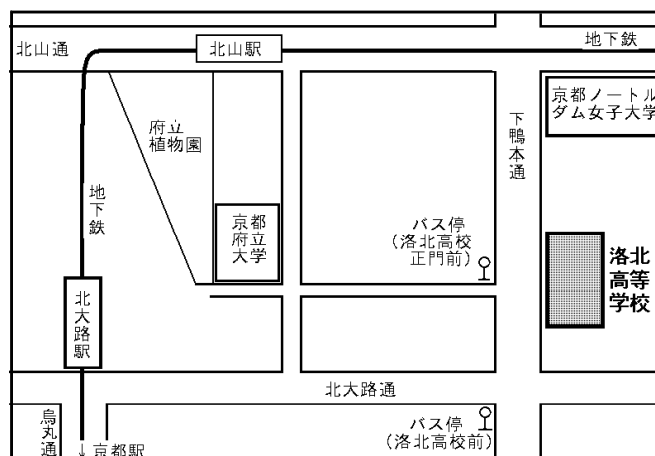 北山通
北山駅
地下鉄
京都ノートル
ダム女子大学
下鴨本通
府立
植物園
地下鉄
京都
府立
大学
バス停
(洛北高校
正門前)
洛北
高等
学校
北大路駅
北大路通
烏丸通
↓京都駅
バス停
(洛北高校前)